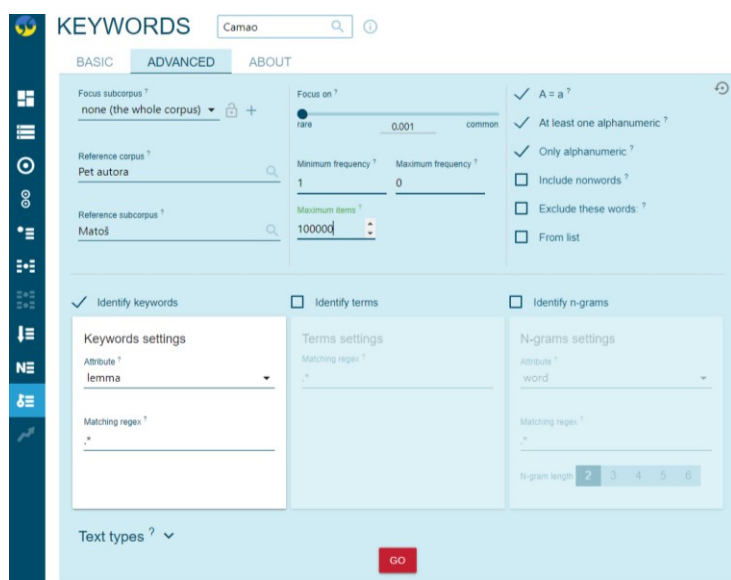 KEYWORDS
Camao
BASIC ADVANCED ABOUT
Focus subcorpus ?
none (the whole corpus)
Reference corpus ?
Pet autora
Reference subcorpus ?
Matoš
Focus on ?
rare 0.001 common
Minimum frequency ? Maximum frequency ?
1 0
Maximum items ?
100000
A = a ?
At least one alphanumeric ?
Only alphanumeric ?
Include nonwords ?
Exclude these words: ?
From list
Identify keywords
Keywords settings
Attribute ?
lemma
Matching regex ?
.*
Identify terms
Terms settings
Matching regex ?
.*
Identify n-grams
N-grams settings
Attribute ?
word
Matching regex ?
.*
N-gram length 2 3 4 5 6
Text types ?
GO